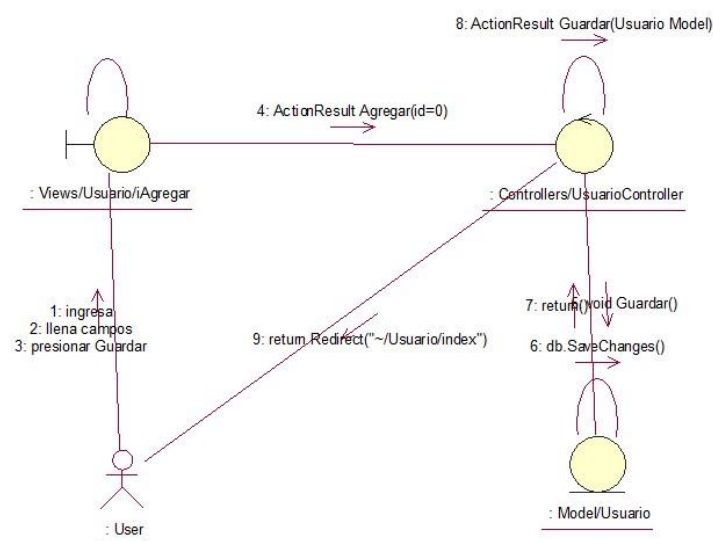 8: ActionResult Guardar(Usuario Model)
4: ActionResult Agregar(id=0)
: Views/Usuario/iAgregar
: Controllers/UsuarioController
1: ingresa
2: llena campos
3: presionar Guardar
7: return()
5: void Guardar()
9: return Redirect("~/Usuario/index")
6: db.SaveChanges()
: User
: Model/Usuario